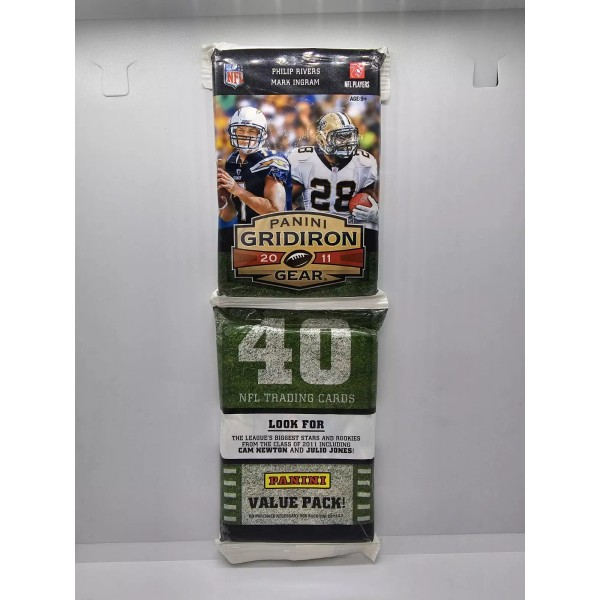 NFL
PHILIP RIVERS
MARK INGRAM
NFL PLAYERS
AGE: 9+
28
PANINI
GRIDIRON
20 11
GEAR
40
NFL TRADING CARDS
LOOK FOR
THE LEAGUE'S BIGGEST STARS AND ROOKIES
FROM THE CLASS OF 2011 INCLUDING
CAM NEWTON AND JULIO JONES!
PANINI
VALUE PACK!